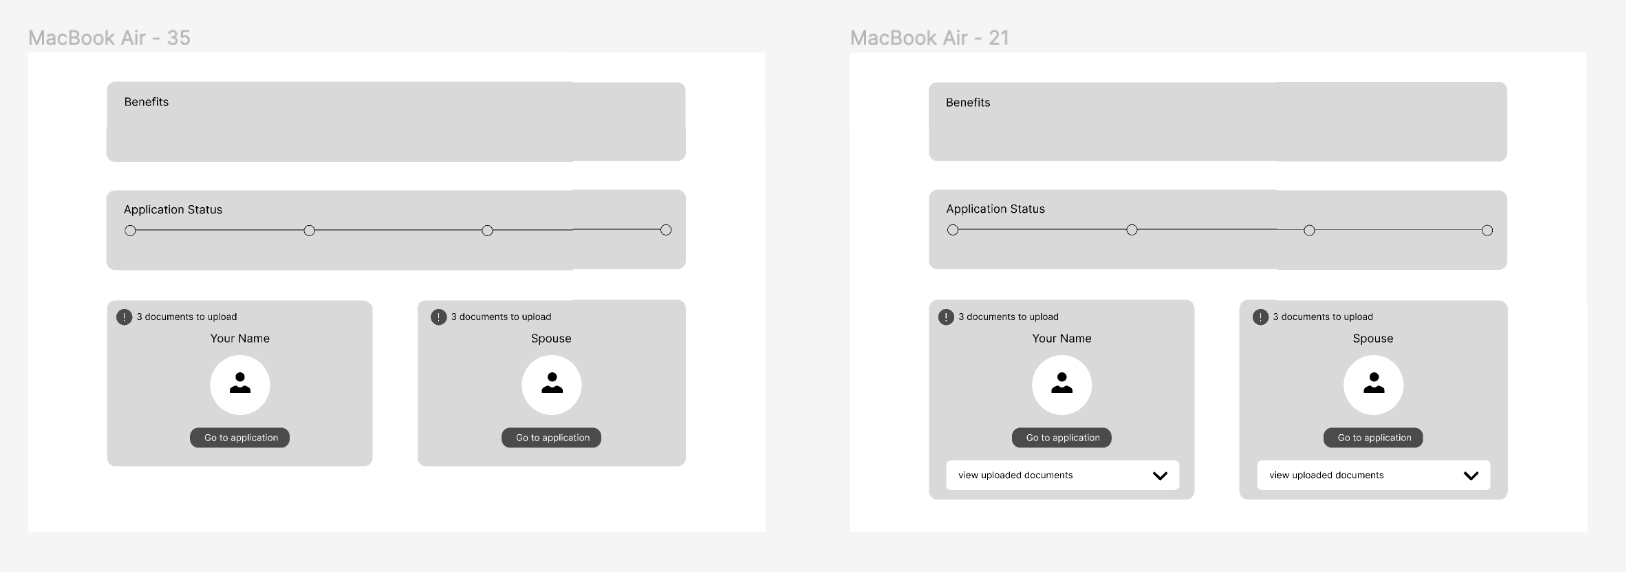 MacBook Air - 35
Benefits
Application Status
! 3 documents to upload
Your Name
Go to application
! 3 documents to upload
Spouse
Go to application
MacBook Air - 21
Benefits
Application Status
! 3 documents to upload
Your Name
Go to application
view uploaded documents
! 3 documents to upload
Spouse
Go to application
view uploaded documents